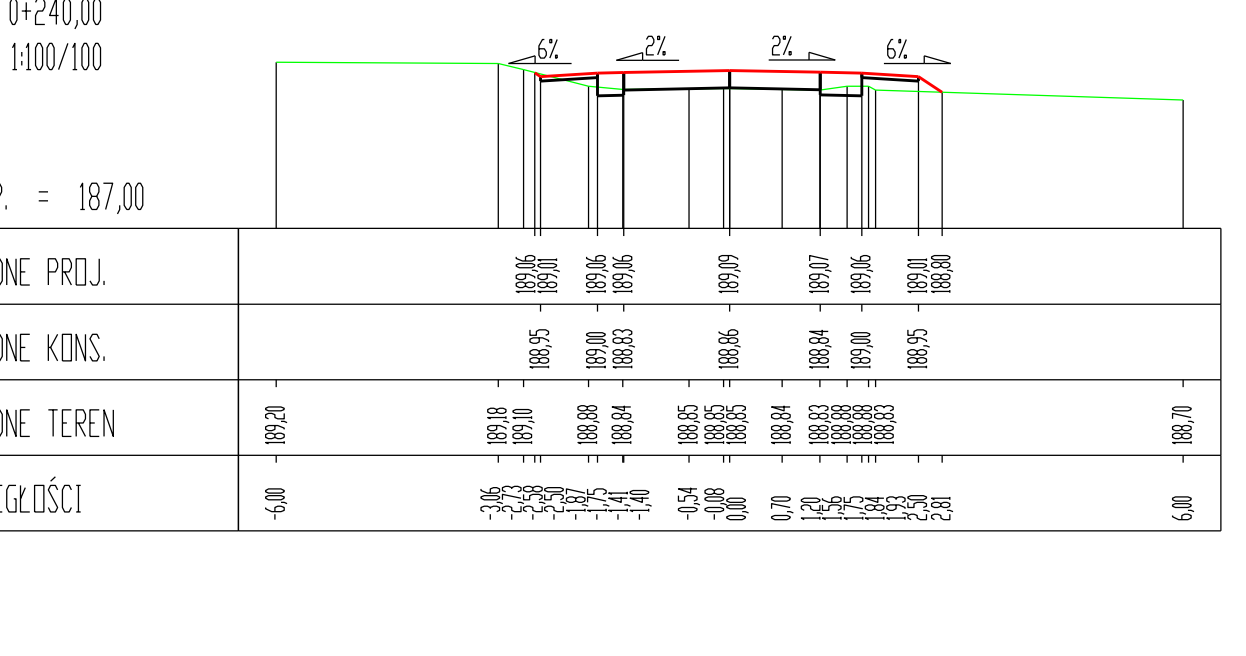 0+240,00
1:100/100
6% 2% 2% 6%
P. = 187,00
ONE PROJ. 189,06 189,01 189,06 189,06 189,09 189,07 189,06 189,01 188,80
ONE KONS. 188,95 189,00 188,83 188,86 188,84 189,00 188,95
ONE TEREN 189,20 189,18 189,10 188,88 188,84 188,85 188,85 188,85 188,84 188,83 188,88 188,88 188,83 188,70
EGŁOŚCI -6,00 -3,06 -2,73 -2,58 -2,50 -1,87 -1,75 -1,41 -1,40 -0,54 -0,08 0,00 0,70 1,20 1,56 1,75 1,84 1,93 2,50 2,81 6,00